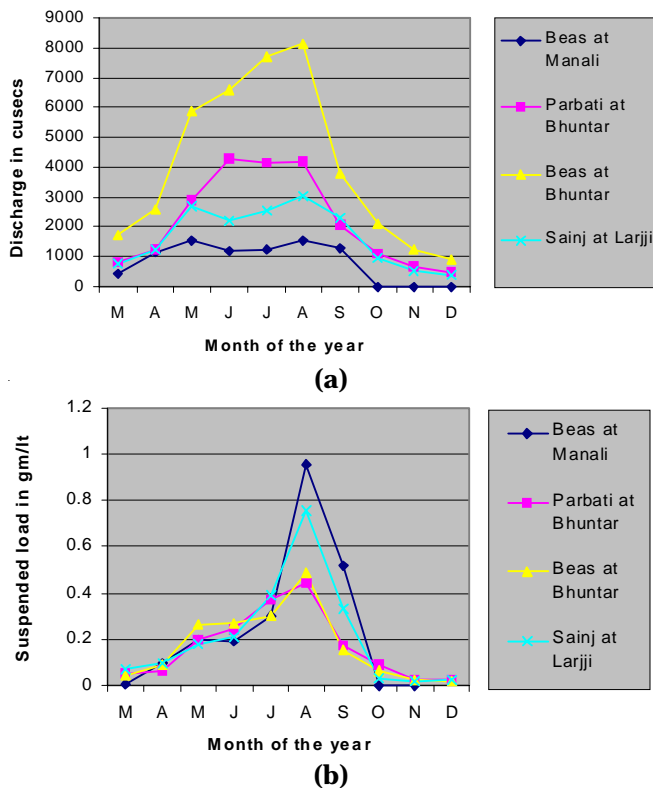 9000
8000
7000
6000
5000
4000
3000
2000
1000
0
Discharge in cusecs
M A M J J A S O N D
Month of the year
Beas at
Manali
Parbati at
Bhuntar
Beas at
Bhuntar
Sainj at Larjji
(a)
1.2
1
0.8
0.6
0.4
0.2
0
Suspended load in gm/lt
M A M J J A S O N D
Month of the year
Beas at
Manali
Parbati at
Bhuntar
Beas at
Bhuntar
Sainj at
Larjji
(b)